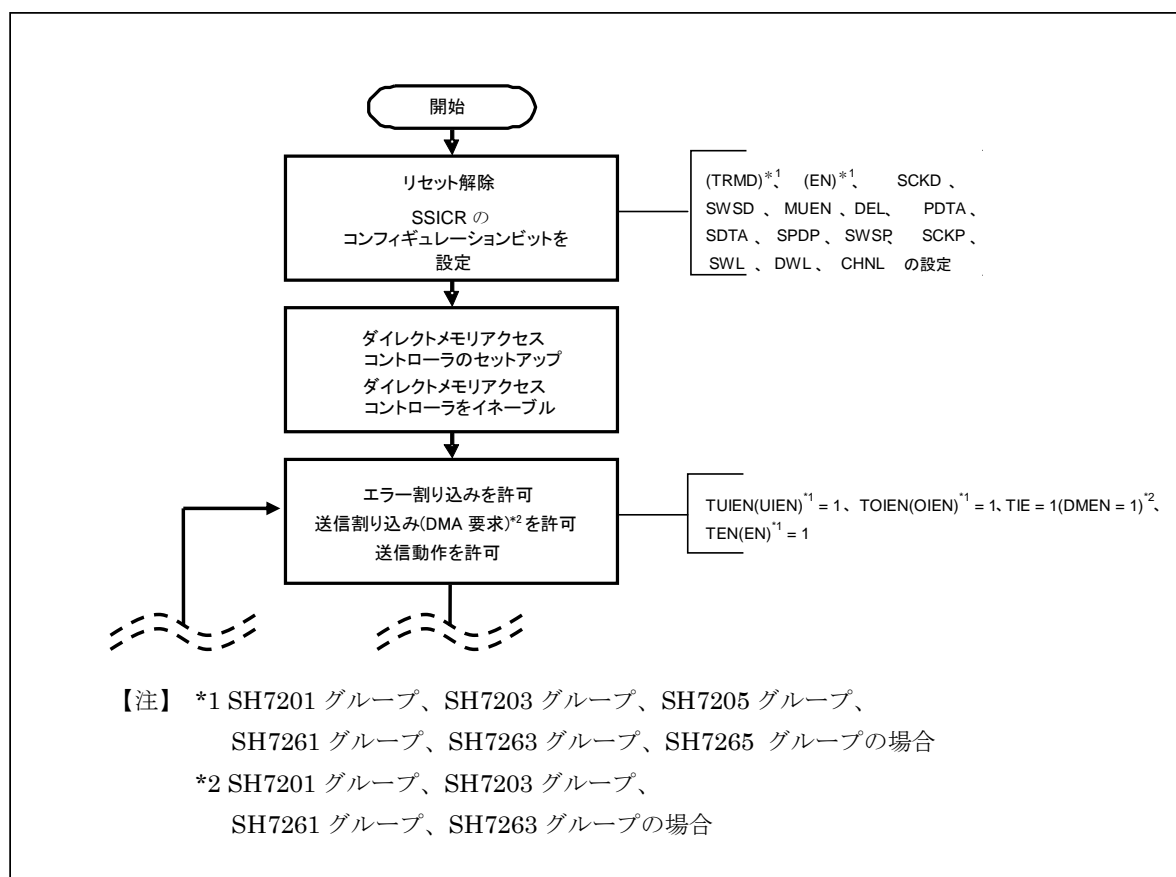 開始
リセット解除
SSICR の
コンフィギュレーションビットを
設定
(TRMD)*1、 (EN)*1、 SCKD 、
SWSD 、 MUEN 、DEL、 PDTA、
SDTA 、 SPDP 、 SWSP、 SCKP 、
SWL 、 DWL、 CHNL の設定
ダイレクトメモリアクセス
コントローラのセットアップ
ダイレクトメモリアクセス
コントローラをイネーブル
エラー割り込みを許可
送信割り込み(DMA 要求)*2 を許可
送信動作を許可
TUIEN(UIEN)*1 = 1、 TOIEN(OIEN)*1 = 1、TIE = 1(DMEN = 1)*2、
TEN(EN)*1 = 1
【注】 *1 SH7201 グループ、SH7203 グループ、SH7205 グループ、
SH7261 グループ、SH7263 グループ、SH7265 グループの場合
*2 SH7201 グループ、SH7203 グループ、
SH7261 グループ、SH7263 グループの場合